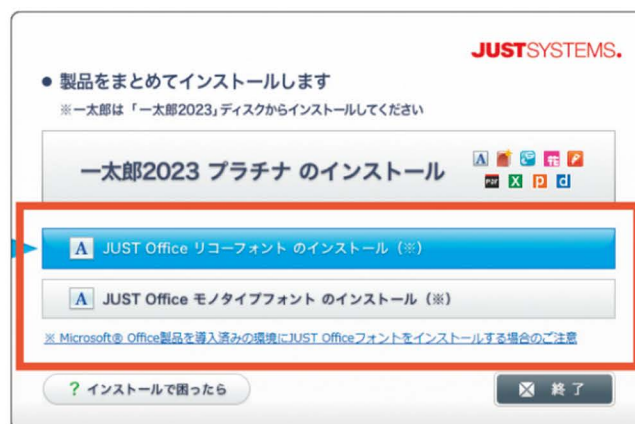 JUSTSYSTEMS.
● 製品をまとめてインストールします
※一太郎は「一太郎2023」ディスクからインストールしてください
一太郎2023 プラチナ のインストール
A JUST Office リコーフォント のインストール（※）
A JUST Office モノタイプフォント のインストール（※）
※ Microsoft® Office製品を導入済みの環境にJUST Officeフォントをインストールする場合のご注意
? インストールで困ったら
終了